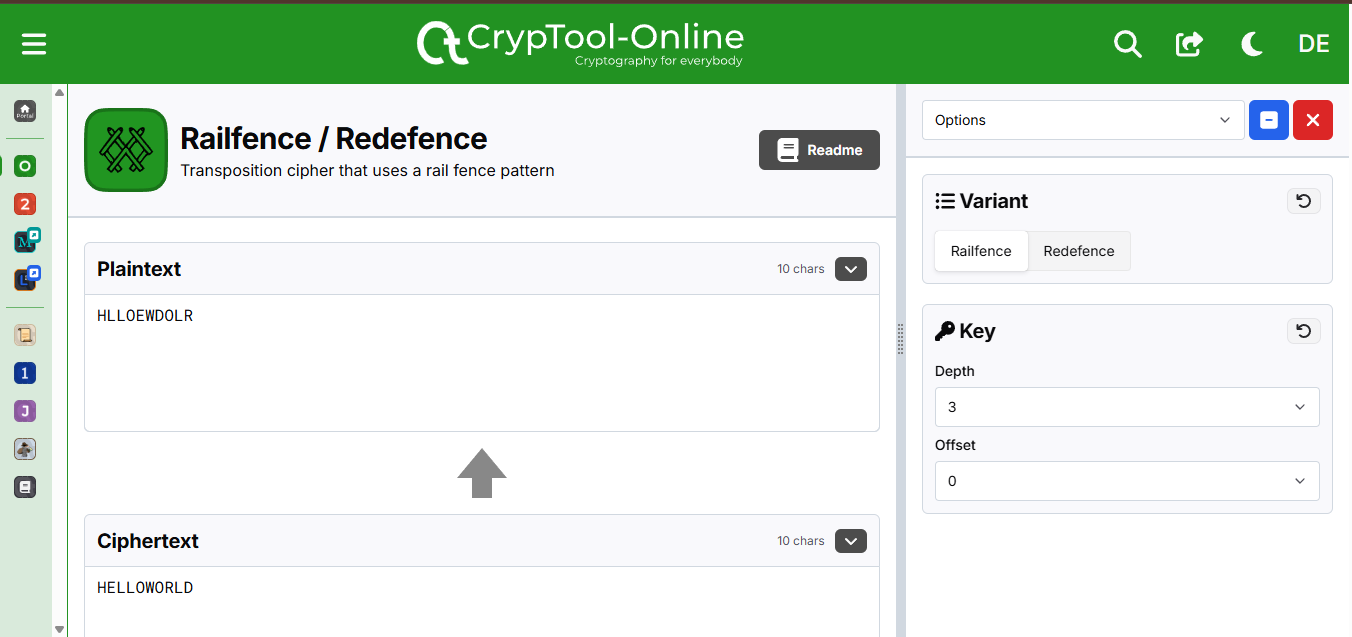 CrypTool-Online
Cryptography for everybody
DE
Portal
Railfence / Redefence
Transposition cipher that uses a rail fence pattern
Readme
2
M
L
1
J
Plaintext
10 chars
HLLOEWDOLR
Ciphertext
10 chars
HELLOWORLD
Options
Variant
Railfence
Redefence
Key
Depth
3
Offset
0